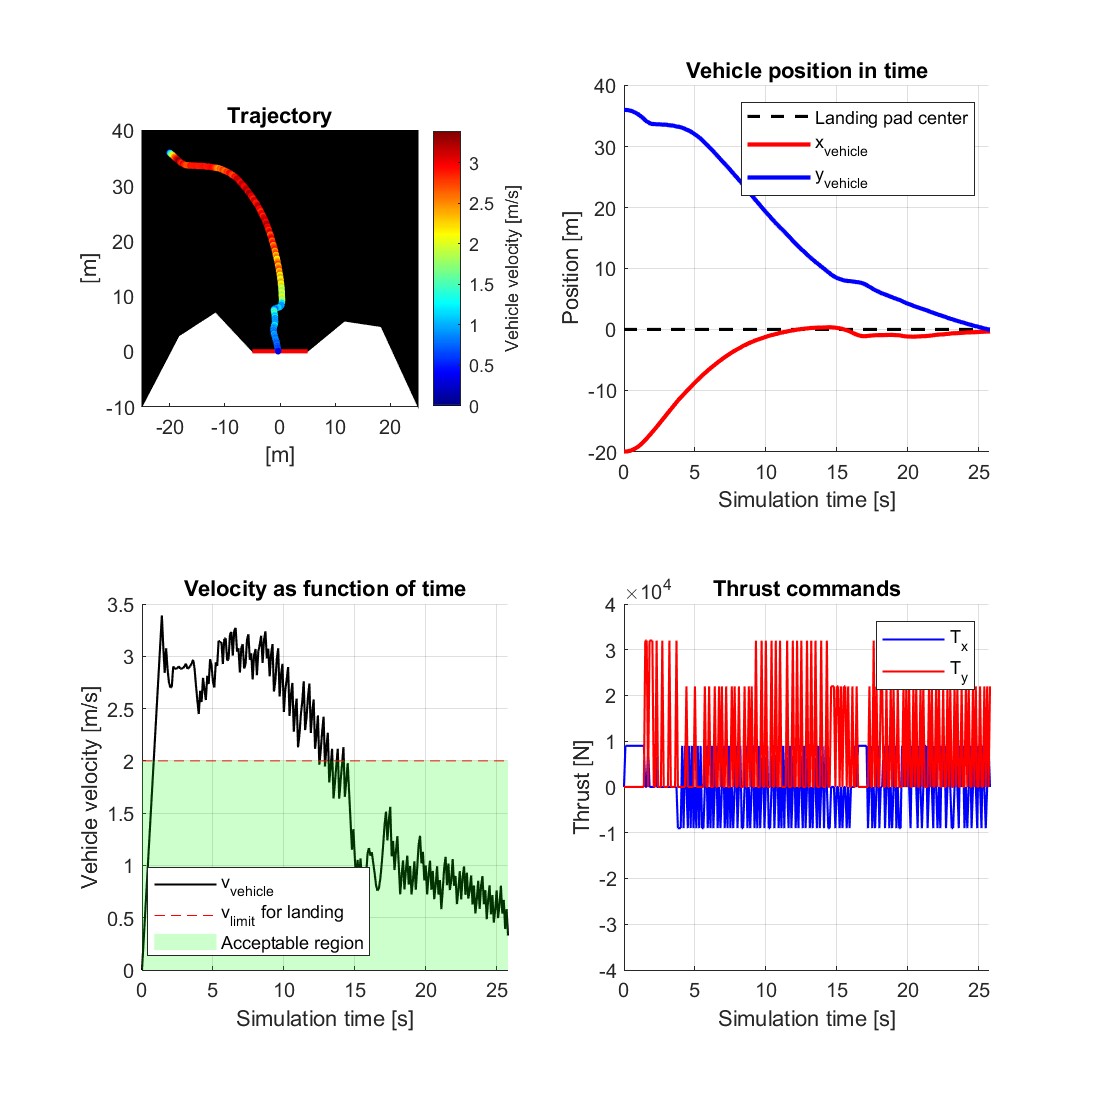 Trajectory
40
30
20
10
0
-10
-20
-10
0
10
20
[m]
[m]
3
2.5
2
1.5
1
0.5
0
Vehicle velocity [m/s]
Vehicle position in time
40
30
20
10
0
-10
-20
0
5
10
15
20
25
Position [m]
Simulation time [s]
Landing pad center
x_vehicle
y_vehicle
Velocity as function of time
3.5
3
2.5
2
1.5
1
0.5
0
0
5
10
15
20
25
Vehicle velocity [m/s]
Simulation time [s]
v_vehicle
v_limit for landing
Acceptable region
Thrust commands
×10^4
4
3
2
1
0
-1
-2
-3
-4
0
5
10
15
20
25
Thrust [N]
Simulation time [s]
T_x
T_y